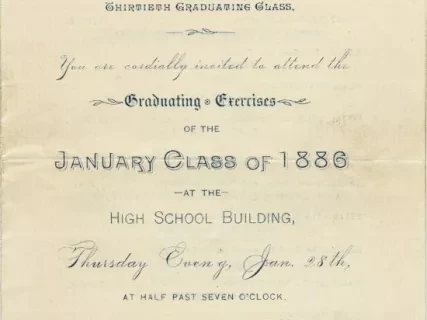 Thirtieth Graduating Class.
You are cordially invited to attend the
Graduating Exercises
OF THE
January Class of 1886
—AT THE—
High School Building,
Thursday Even'g, Jan. 28th,
AT HALF PAST SEVEN O'CLOCK.